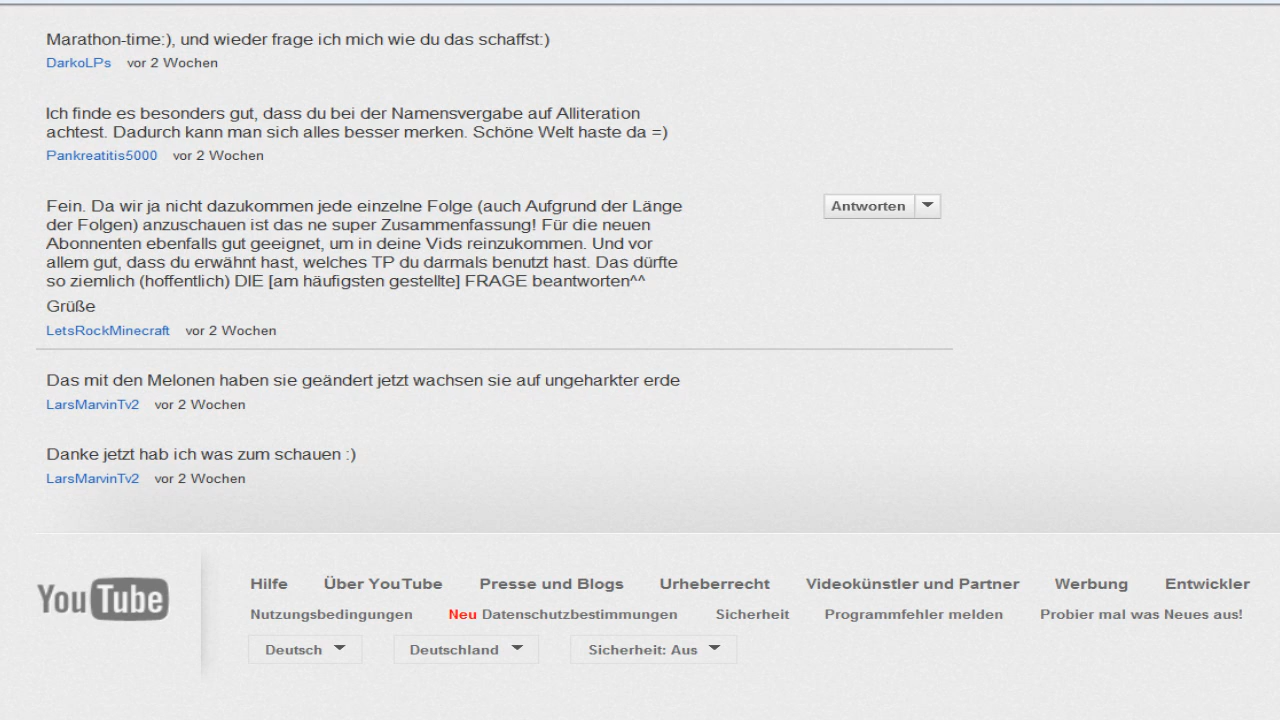 Marathon-time:), und wieder frage ich mich wie du das schaffst:)
DarkoLPs vor 2 Wochen
Ich finde es besonders gut, dass du bei der Namensvergabe auf Alliteration
achtest. Dadurch kann man sich alles besser merken. Schöne Welt haste da =)
Pankreatitis5000 vor 2 Wochen
Fein. Da wir ja nicht dazukommen jede einzelne Folge (auch Aufgrund der Länge
Antworten
der Folgen) anzuschauen ist das ne super Zusammenfassung! Für die neuen
Abonnenten ebenfalls gut geeignet, um in deine Vids reinzukommen. Und vor
allem gut, dass du erwähnt hast, welches TP du darmals benutzt hast. Das dürfte
so ziemlich (hoffentlich) DIE [am häufigsten gestellte] FRAGE beantworten^^
Grüße
LetsRockMinecraft vor 2 Wochen
Das mit den Melonen haben sie geändert jetzt wachsen sie auf ungeharkter erde
LarsMarvinTv2 vor 2 Wochen
Danke jetzt hab ich was zum schauen :)
LarsMarvinTv2 vor 2 Wochen
YouTube
Hilfe Über YouTube Presse und Blogs Urheberrecht Videokünstler und Partner Werbung Entwickler
Nutzungsbedingungen Neu Datenschutzbestimmungen Sicherheit Programmfehler melden Probier mal was Neues aus!
Deutsch Deutschland Sicherheit: Aus